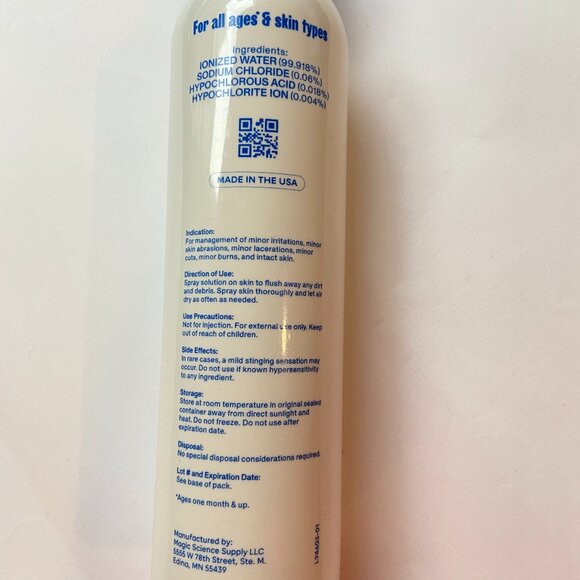 For all ages* & skin types
Ingredients:
IONIZED WATER (99.918%)
SODIUM CHLORIDE (0.06%)
HYPOCHLOROUS ACID (0.018%)
HYPOCHLORITE ION (0.004%)
MADE IN THE USA
Indication:
For management of minor irritations, minor
skin abrasions, minor lacerations, minor
cuts, minor burns, and intact skin.
Direction of Use:
Spray solution on skin to flush away any dirt
and debris. Spray skin thoroughly and let air
dry as often as needed.
Use Precautions:
Not for injection. For external use only. Keep
out of reach of children.
Side Effects:
In rare cases, a mild stinging sensation may
occur. Do not use if known hypersensitivity
to any ingredient.
Storage:
Store at room temperature in original sealed
container away from direct sunlight and
heat. Do not freeze. Do not use after
expiration date.
Disposal:
No special disposal considerations required.
Lot # and Expiration Date:
See base of pack.
*Ages one month & up.
Manufactured by:
Magic Science Supply LLC
5555 W 78th Street, Ste. M.
Edina, MN 55439
L94603-01